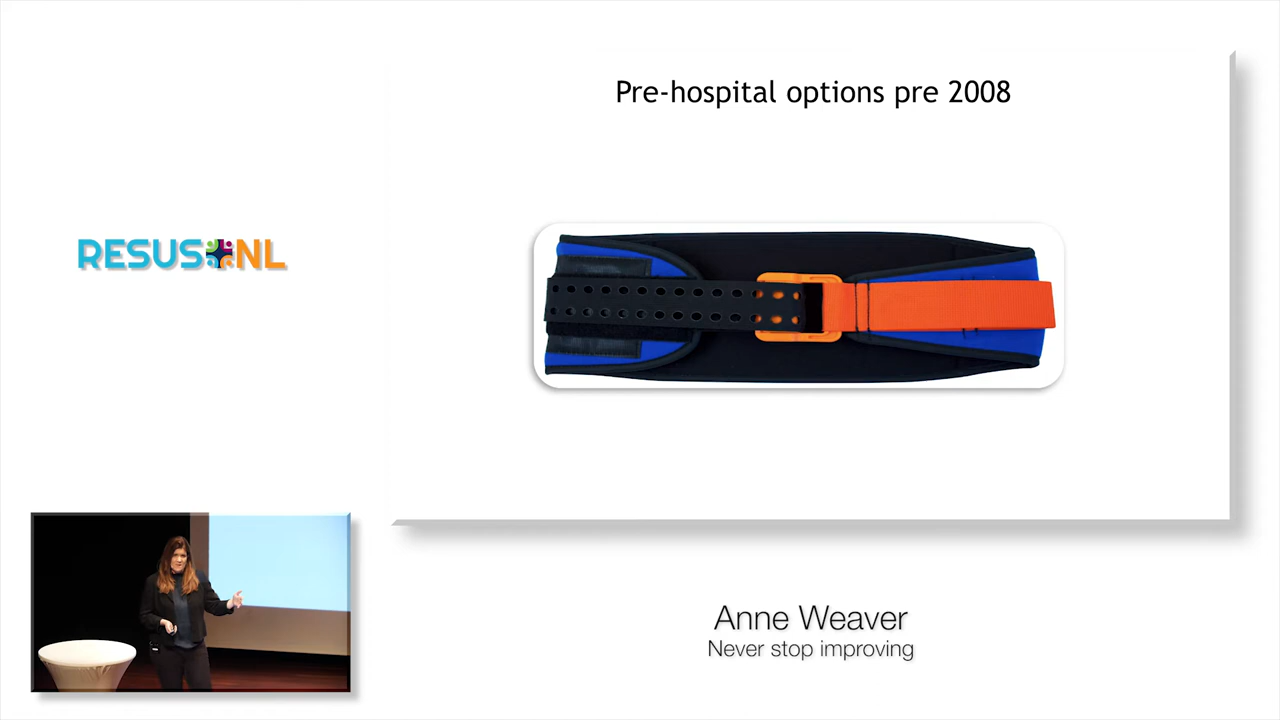 Pre-hospital options pre 2008
RESUS NL
Anne Weaver
Never stop improving